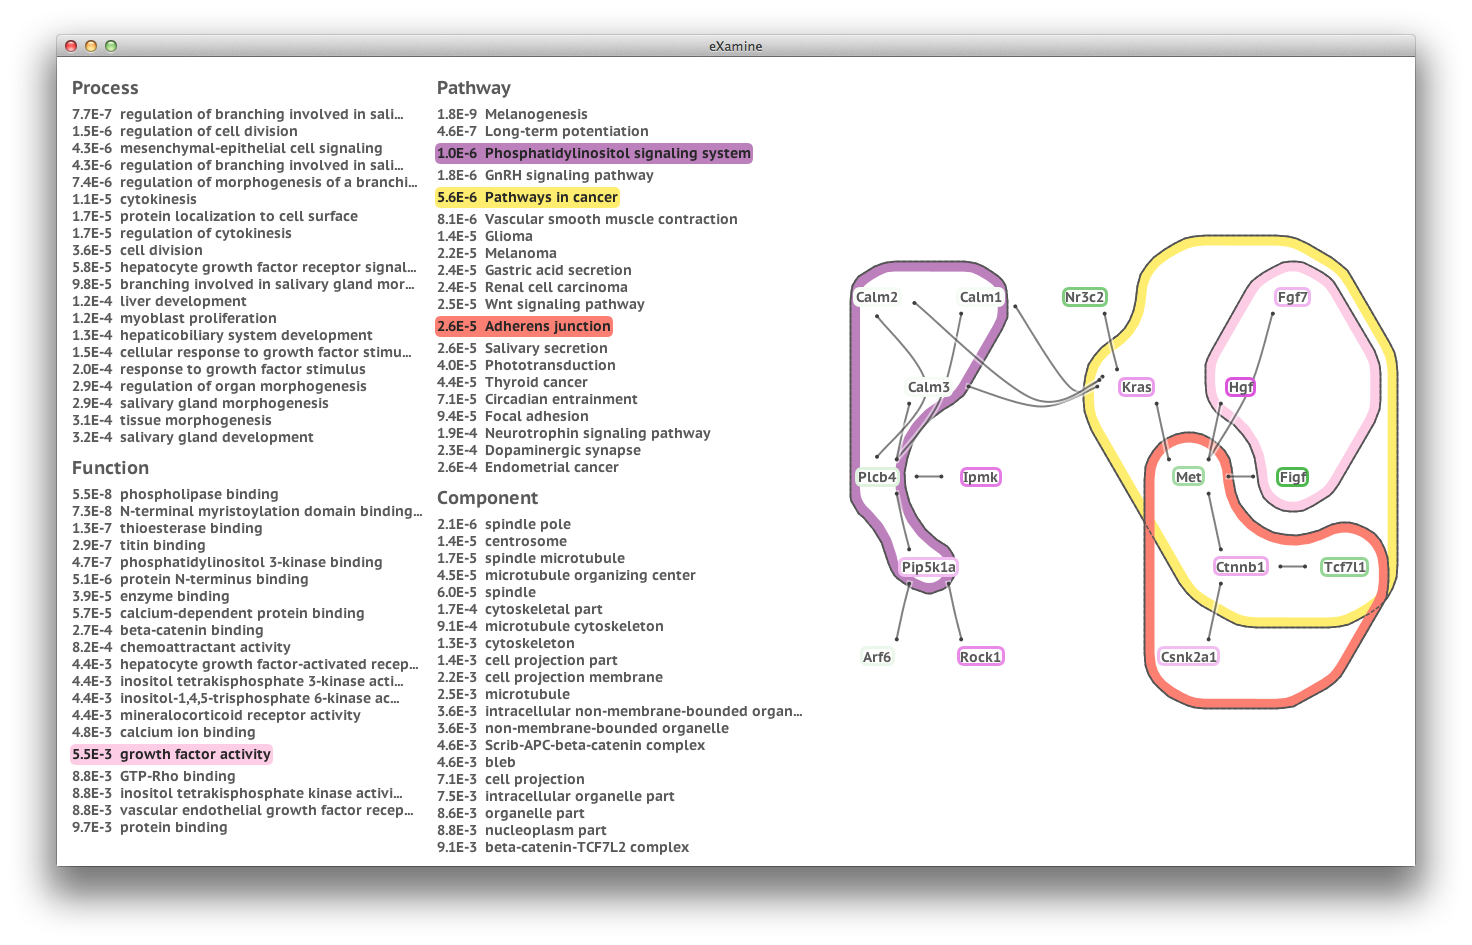 eXamine
Process
7.7E-7 regulation of branching involved in sali...
1.5E-6 regulation of cell division
4.3E-6 mesenchymal-epithelial cell signaling
4.3E-6 regulation of branching involved in sali...
7.4E-6 regulation of morphogenesis of a branchi...
1.1E-5 cytokinesis
1.7E-5 protein localization to cell surface
1.7E-5 regulation of cytokinesis
3.6E-5 cell division
5.8E-5 hepatocyte growth factor receptor signal...
9.8E-5 branching involved in salivary gland mor...
1.2E-4 liver development
1.2E-4 myoblast proliferation
1.3E-4 hepaticobiliary system development
1.5E-4 cellular response to growth factor stimu...
2.0E-4 response to growth factor stimulus
2.9E-4 regulation of organ morphogenesis
2.9E-4 salivary gland morphogenesis
3.1E-4 tissue morphogenesis
3.2E-4 salivary gland development
Function
5.5E-8 phospholipase binding
7.3E-8 N-terminal myristoylation domain binding...
1.3E-7 thioesterase binding
2.9E-7 titin binding
4.7E-7 phosphatidylinositol 3-kinase binding
5.1E-6 protein N-terminus binding
3.9E-5 enzyme binding
5.7E-5 calcium-dependent protein binding
2.7E-4 beta-catenin binding
8.2E-4 chemoattractant activity
4.4E-3 hepatocyte growth factor-activated recep...
4.4E-3 inositol tetrakisphosphate 3-kinase acti...
4.4E-3 inositol-1,4,5-trisphosphate 6-kinase ac...
4.4E-3 mineralocorticoid receptor activity
4.8E-3 calcium ion binding
5.5E-3 growth factor activity
8.8E-3 GTP-Rho binding
8.8E-3 inositol tetrakisphosphate kinase activi...
8.8E-3 vascular endothelial growth factor recep...
9.7E-3 protein binding
Pathway
1.8E-9 Melanogenesis
4.6E-7 Long-term potentiation
1.0E-6 Phosphatidylinositol signaling system
1.8E-6 GnRH signaling pathway
5.6E-6 Pathways in cancer
8.1E-6 Vascular smooth muscle contraction
1.4E-5 Glioma
2.2E-5 Melanoma
2.4E-5 Gastric acid secretion
2.4E-5 Renal cell carcinoma
2.5E-5 Wnt signaling pathway
2.6E-5 Adherens junction
2.6E-5 Salivary secretion
4.0E-5 Phototransduction
4.4E-5 Thyroid cancer
7.1E-5 Circadian entrainment
9.4E-5 Focal adhesion
1.9E-4 Neurotrophin signaling pathway
2.3E-4 Dopaminergic synapse
2.6E-4 Endometrial cancer
Component
2.1E-6 spindle pole
1.4E-5 centrosome
1.7E-5 spindle microtubule
4.5E-5 microtubule organizing center
6.0E-5 spindle
1.7E-4 cytoskeletal part
9.1E-4 microtubule cytoskeleton
1.3E-3 cytoskeleton
1.4E-3 cell projection part
2.2E-3 cell projection membrane
2.5E-3 microtubule
3.6E-3 intracellular non-membrane-bounded organ...
3.6E-3 non-membrane-bounded organelle
4.6E-3 Scrib-APC-beta-catenin complex
4.6E-3 bleb
7.1E-3 cell projection
7.5E-3 intracellular organelle part
8.6E-3 organelle part
8.8E-3 nucleoplasm part
9.1E-3 beta-catenin-TCF7L2 complex
Calm2 Calm1 Nr3c2 Fgf7
Calm3 Kras Hgf
Plcb4 Ipmk Met Figf
Pip5k1a Ctnnb1 Tcf7l1
Arf6 Rock1 Csnk2a1